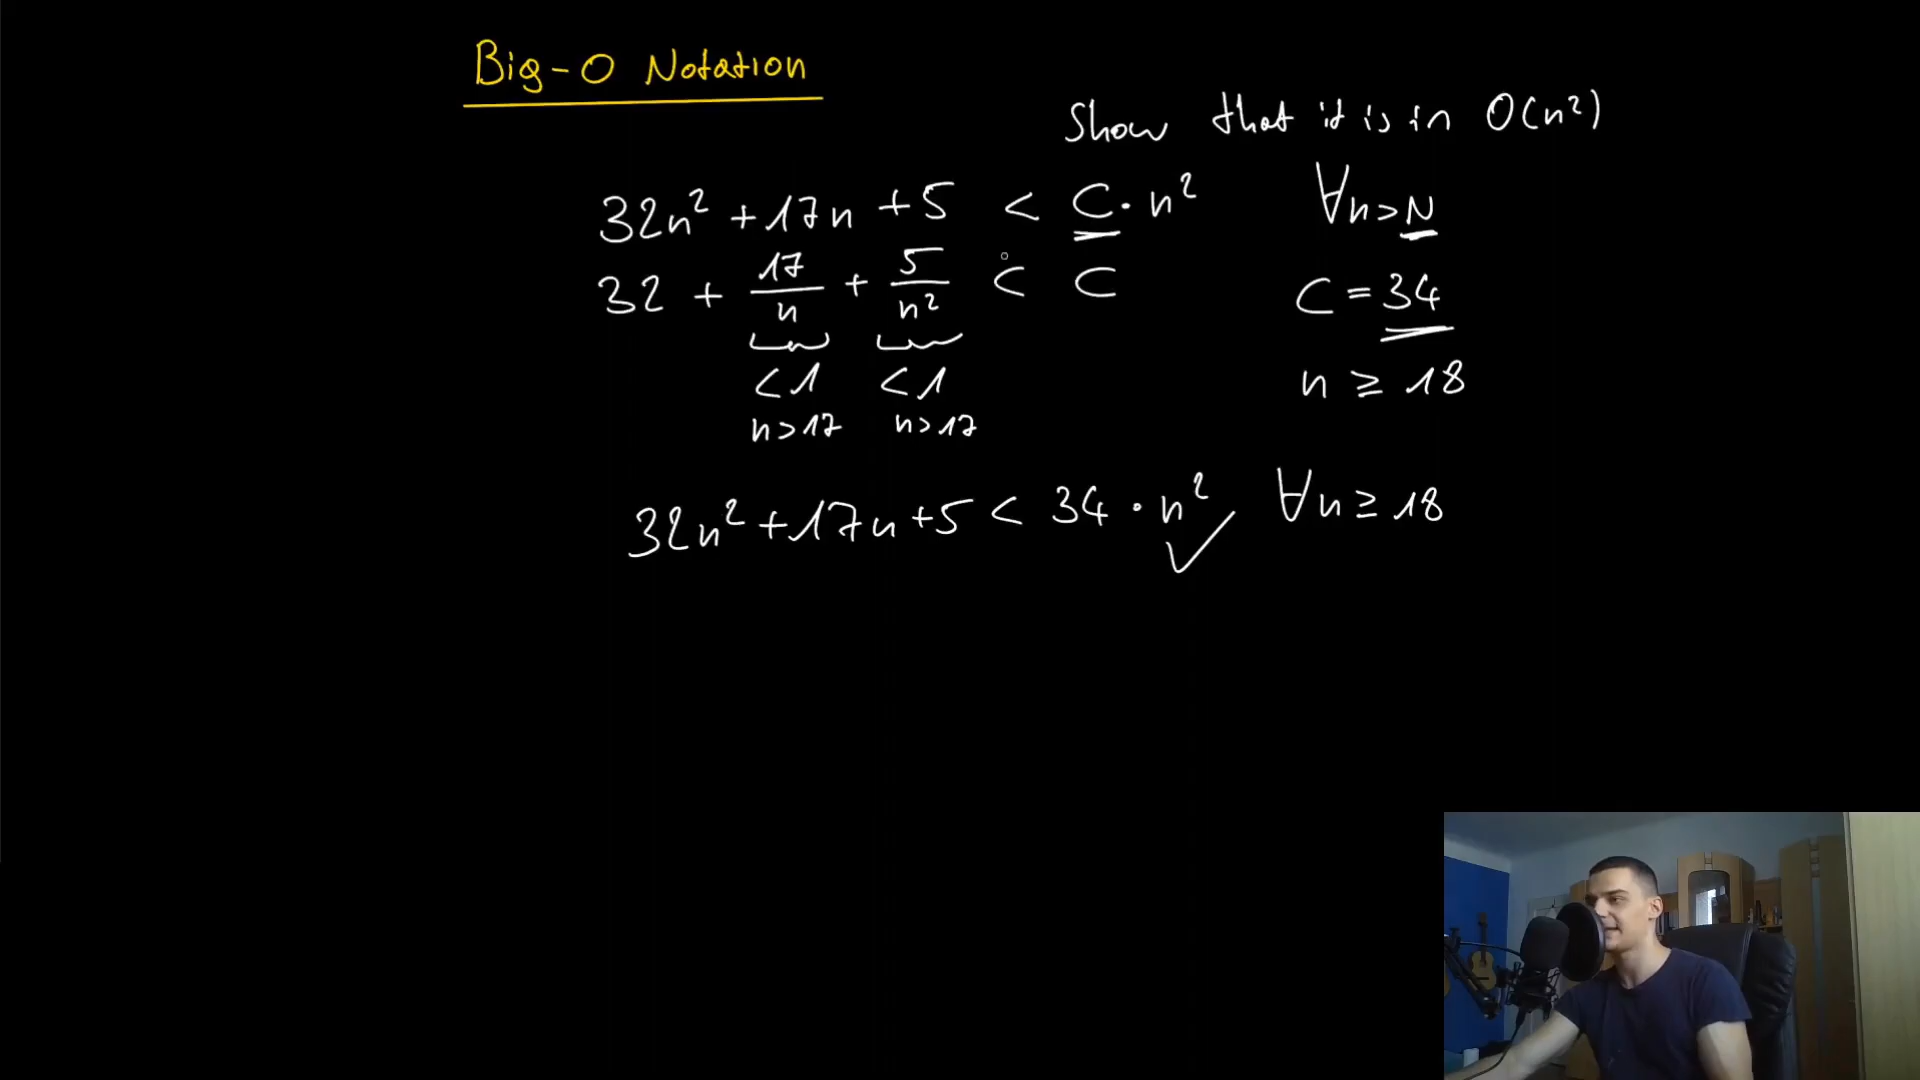 Big-O Notation
Show that it is in O(n²)
32n² + 17n + 5 < C · n² ∀n > N
32 + 17/n + 5/n² < C C = 34
<1 <1 n ≥ 18
n>17 n>17
32n² + 17n + 5 < 34 · n² ✓ ∀n ≥ 18